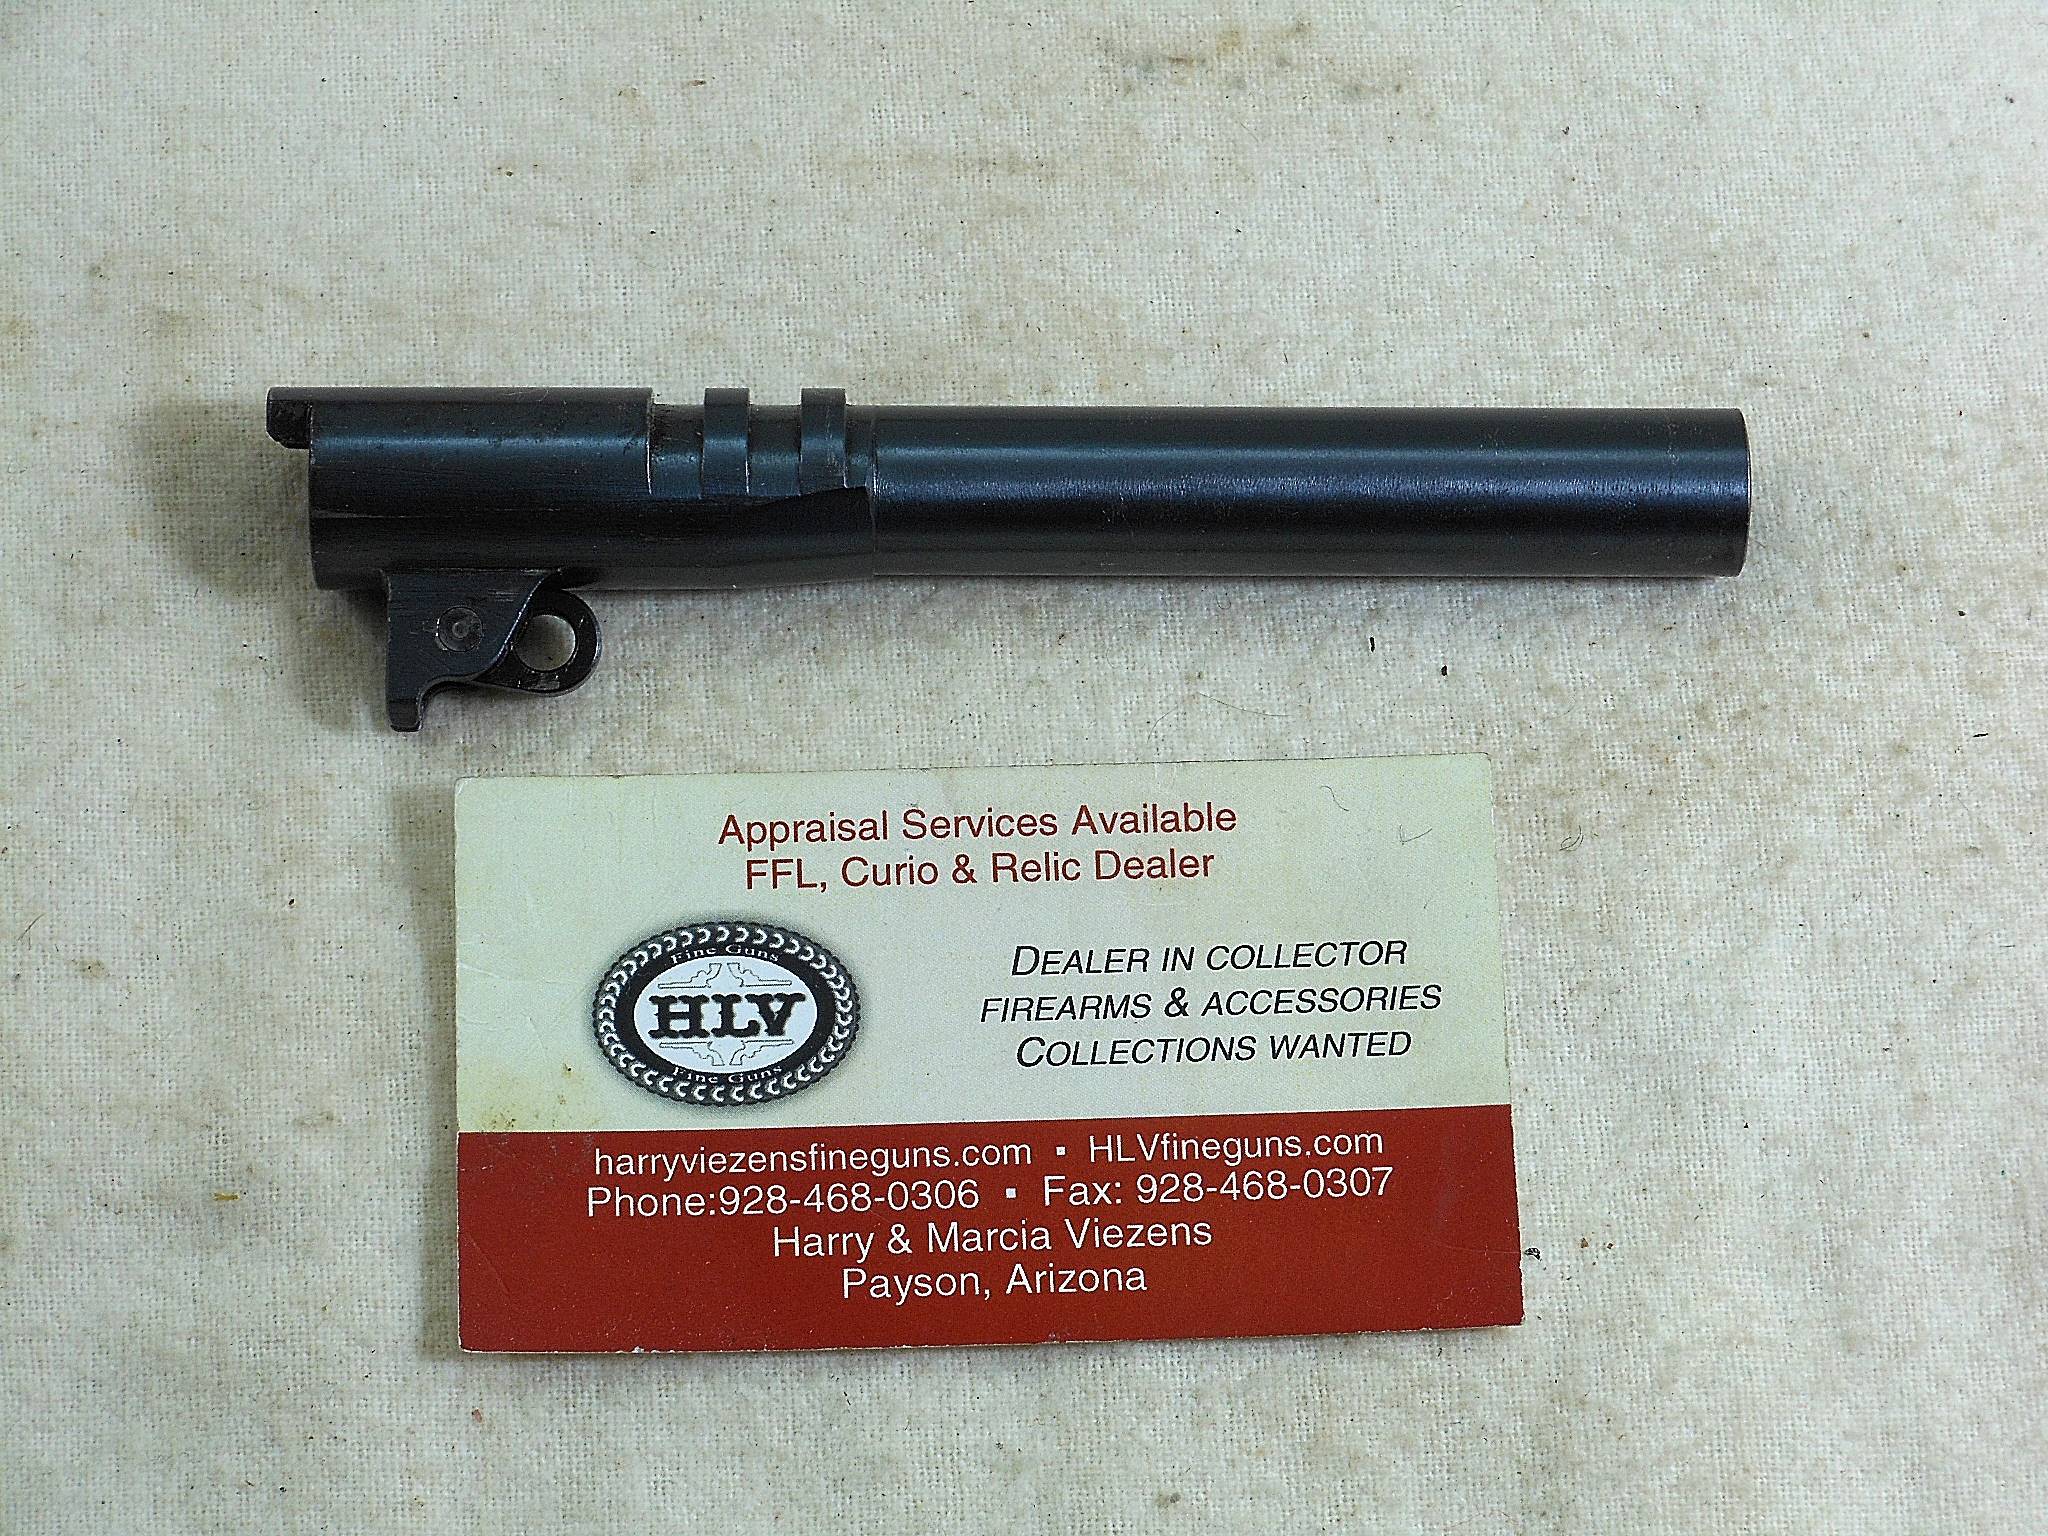 Appraisal Services Available
FFL, Curio & Relic Dealer
Fine Guns
HLV
Fine Guns
DEALER IN COLLECTOR
FIREARMS & ACCESSORIES
COLLECTIONS WANTED
harryviezensfineguns.com ▪ HLVfineguns.com
Phone:928-468-0306 ▪ Fax: 928-468-0307
Harry & Marcia Viezens
Payson, Arizona